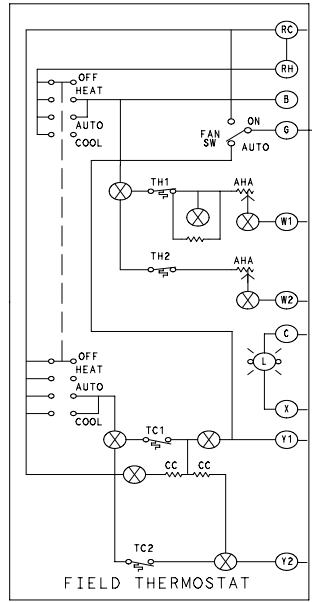 RC
RH
OFF
HEAT
B
AUTO
COOL
FAN SW
ON
G
AUTO
TH1
AHA
W1
TH2
AHA
W2
C
L
X
OFF
HEAT
AUTO
COOL
TC1
Y1
CC
CC
TC2
Y2
FIELD THERMOSTAT